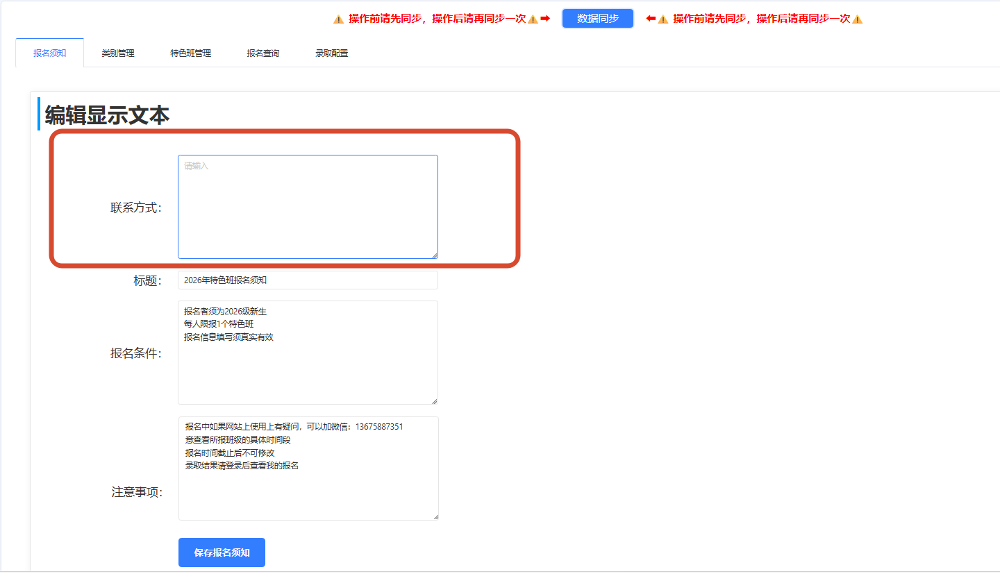 ⚠ 操作前请先同步，操作后请再同步一次⚠➡ 数据同步 ⬅⚠ 操作前请先同步，操作后请再同步一次⚠
报名须知 类别管理 特色班管理 报名查询 录取配置
编辑显示文本
联系方式： 请输入
标题： 2026年特色班报名须知
报名条件：
报名者须为2026级新生
每人限报1个特色班
报名信息填写须真实有效
注意事项：
报名中如果网站上使用上有疑问，可以加微信：13675887351
意查看所报班级的具体时间段
报名时间截止后不可修改
录取结果请登录后查看我的报名
保存报名须知